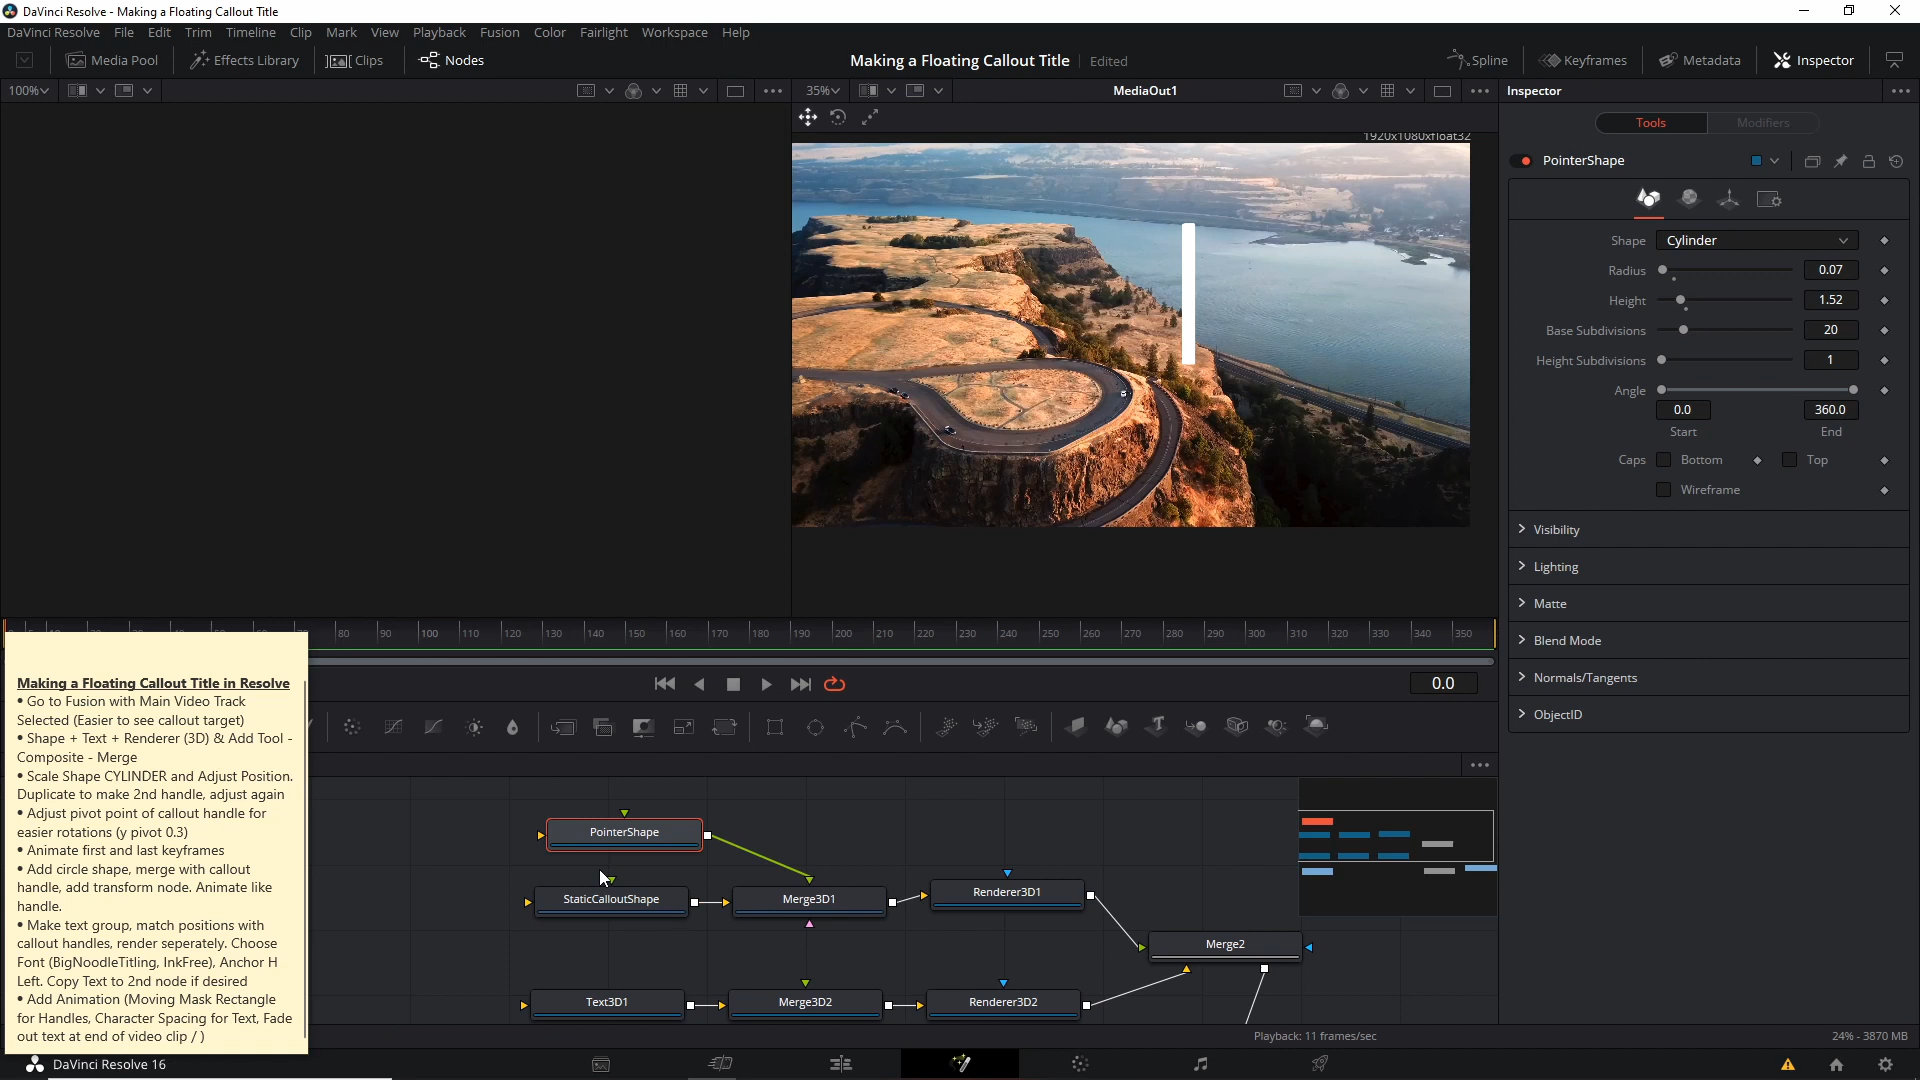 DaVinci Resolve - Making a Floating Callout Title
DaVinci Resolve File Edit Trim Timeline Clip Mark View Playback Fusion Color Fairlight Workspace Help
Media Pool Effects Library Clips Nodes Making a Floating Callout Title Edited Spline Keyframes Metadata Inspector
100% 35% MediaOut1 Inspector
1920x1080xfloat32
Tools Modifiers
PointerShape
Shape Cylinder
Radius 0.07
Height 1.52
Base Subdivisions 20
Height Subdivisions 1
Angle
0.0 360.0
Start End
Caps Bottom Top
Wireframe
Visibility
Lighting
Matte
Blend Mode
Normals/Tangents
ObjectID
80 90 100 110 120 130 140 150 160 170 180 190 200 210 220 230 240 250 260 270 280 290 300 310 320 330 340 350
0.0
Making a Floating Callout Title in Resolve
• Go to Fusion with Main Video Track
Selected (Easier to see callout target)
• Shape + Text + Renderer (3D) & Add Tool -
Composite - Merge
• Scale Shape CYLINDER and Adjust Position.
Duplicate to make 2nd handle, adjust again
• Adjust pivot point of callout handle for
easier rotations (y pivot 0.3)
• Animate first and last keyframes
• Add circle shape, merge with callout
handle, add transform node. Animate like
handle.
• Make text group, match positions with
callout handles, render seperately. Choose
Font (BigNoodleTitling, InkFree), Anchor H
Left. Copy Text to 2nd node if desired
• Add Animation (Moving Mask Rectangle
for Handles, Character Spacing for Text, Fade
out text at end of video clip / )
PointerShape
StaticCalloutShape Merge3D1 Renderer3D1
Merge2
Text3D1 Merge3D2 Renderer3D2
Playback: 11 frames/sec 24% - 3870 MB
DaVinci Resolve 16